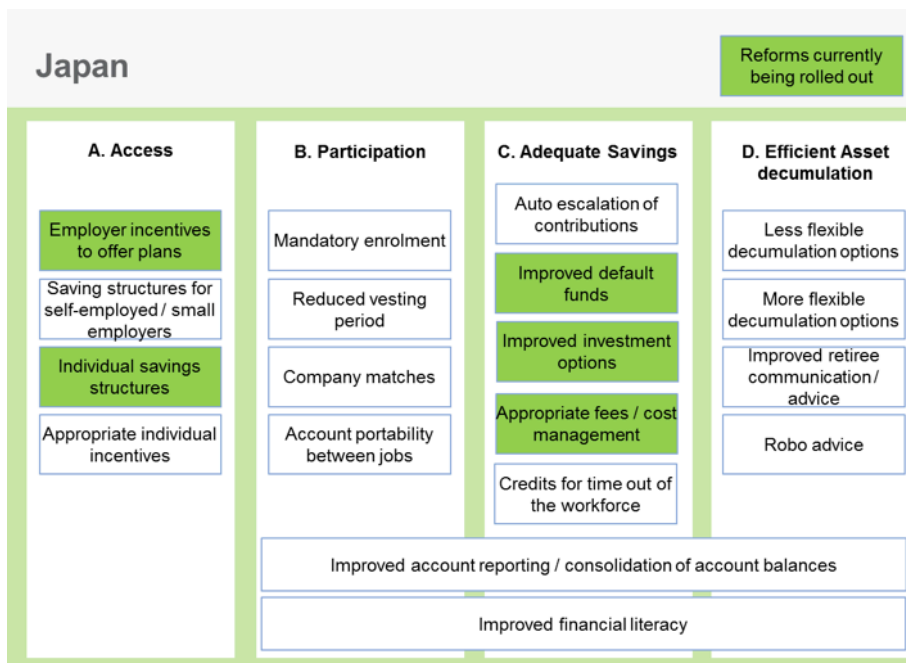 Japan
Reforms currently
being rolled out
A. Access
Employer incentives
to offer plans
Saving structures for
self-employed / small
employers
Individual savings
structures
Appropriate individual
incentives
B. Participation
Mandatory enrolment
Reduced vesting
period
Company matches
Account portability
between jobs
C. Adequate Savings
Auto escalation of
contributions
Improved default
funds
Improved investment
options
Appropriate fees / cost
management
Credits for time out of
the workforce
D. Efficient Asset
decumulation
Less flexible
decumulation options
More flexible
decumulation options
Improved retiree
communication /
advice
Robo advice
Improved account reporting / consolidation of account balances
Improved financial literacy